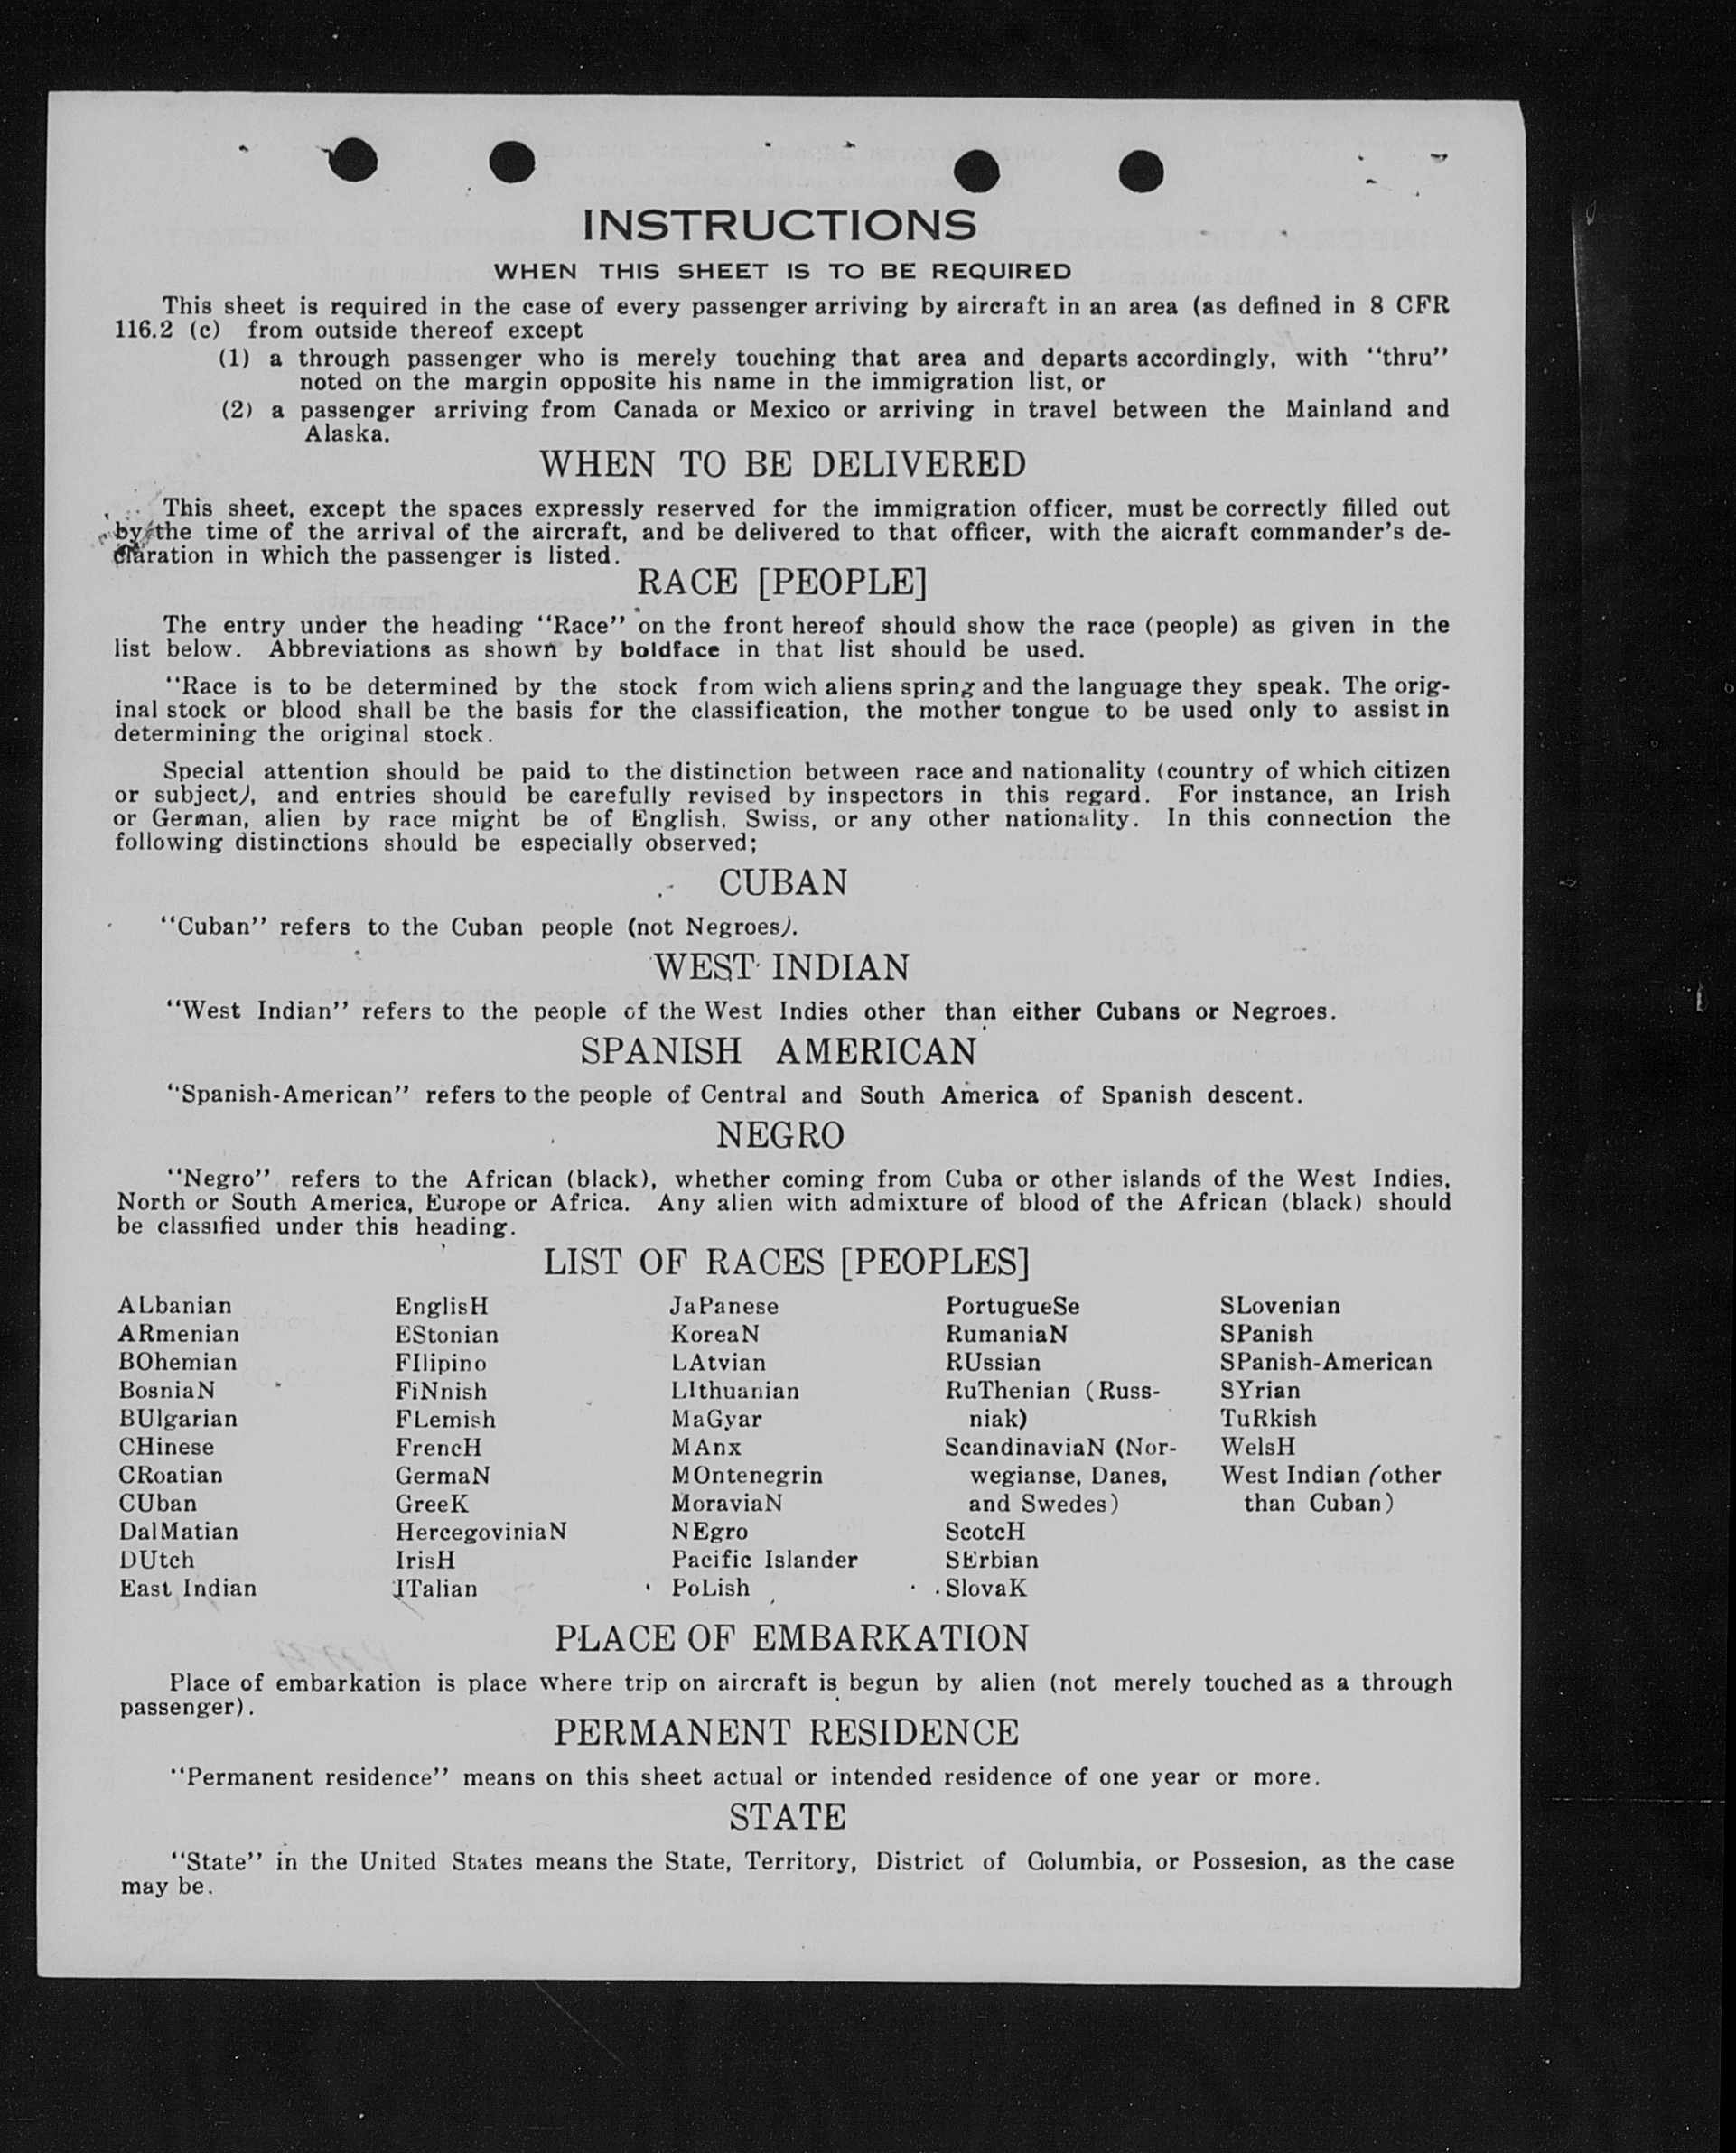 INSTRUCTIONS
WHEN THIS SHEET IS TO BE REQUIRED
This sheet is required in the case of every passenger arriving by aircraft in an area (as defined in 8 CFR
116.2 (c) from outside thereof except
(1) a through passenger who is merely touching that area and departs accordingly, with "thru"
noted on the margin opposite his name in the immigration list, or
(2) a passenger arriving from Canada or Mexico or arriving in travel between the Mainland and
Alaska.
WHEN TO BE DELIVERED
This sheet, except the spaces expressly reserved for the immigration officer, must be correctly filled out
by the time of the arrival of the aircraft, and be delivered to that officer, with the aicraft commander's de-
claration in which the passenger is listed.
RACE [PEOPLE]
The entry under the heading "Race" on the front hereof should show the race (people) as given in the
list below. Abbreviations as shown by boldface in that list should be used.
"Race is to be determined by the stock from wich aliens spring and the language they speak. The orig-
inal stock or blood shall be the basis for the classification, the mother tongue to be used only to assist in
determining the original stock.
Special attention should be paid to the distinction between race and nationality (country of which citizen
or subject), and entries should be carefully revised by inspectors in this regard. For instance, an Irish
or German, alien by race might be of English, Swiss, or any other nationality. In this connection the
following distinctions should be especially observed;
CUBAN
"Cuban" refers to the Cuban people (not Negroes).
WEST INDIAN
"West Indian" refers to the people of the West Indies other than either Cubans or Negroes.
SPANISH AMERICAN
"Spanish-American" refers to the people of Central and South America of Spanish descent.
NEGRO
"Negro" refers to the African (black), whether coming from Cuba or other islands of the West Indies,
North or South America, Europe or Africa. Any alien with admixture of blood of the African (black) should
be classified under this heading.
LIST OF RACES [PEOPLES]
ALbanian
ARmenian
BOhemian
BosniaN
BUlgarian
CHinese
CRoatian
CUban
DalMatian
DUtch
East Indian
EnglisH
EStonian
FIlipino
FiNnish
FLemish
FrencH
GermaN
GreeK
HercegoviniaN
IrisH
ITalian
JaPanese
KoreaN
LAtvian
LIthuanian
MaGyar
MAnx
MOntenegrin
MoraviaN
NEgro
Pacific Islander
PoLish
PortugueSe
RumaniaN
RUssian
RuThenian (Russ-
niak)
ScandinaviaN (Nor-
wegianse, Danes,
and Swedes)
ScotcH
SErbian
SlovaK
SLovenian
SPanish
SPanish-American
SYrian
TuRkish
WelsH
West Indian (other
than Cuban)
PLACE OF EMBARKATION
Place of embarkation is place where trip on aircraft is begun by alien (not merely touched as a through
passenger).
PERMANENT RESIDENCE
"Permanent residence" means on this sheet actual or intended residence of one year or more.
STATE
"State" in the United States means the State, Territory, District of Columbia, or Possesion, as the case
may be.